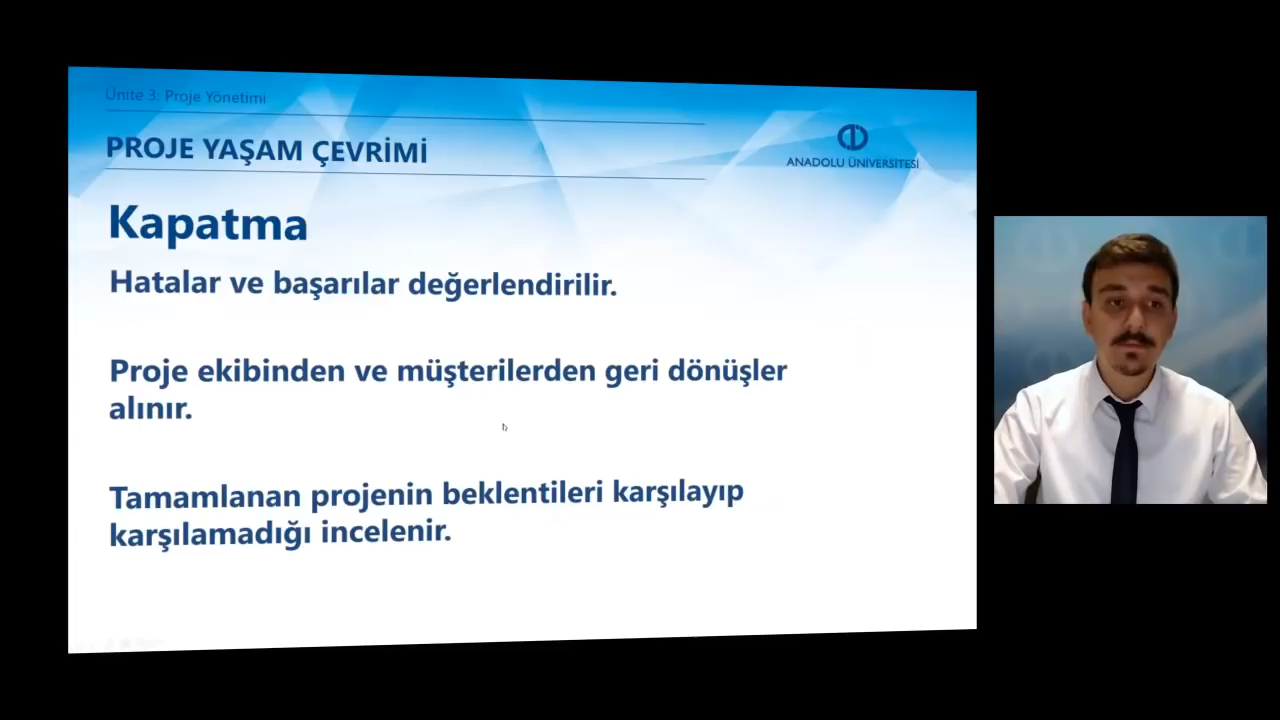 Ünite 3: Proje Yönetimi
PROJE YAŞAM ÇEVRİMİ
ANADOLU ÜNİVERSİTESİ
Kapatma
Hatalar ve başarılar değerlendirilir.
Proje ekibinden ve müşterilerden geri dönüşler
alınır.
Tamamlanan projenin beklentileri karşılayıp
karşılamadığı incelenir.